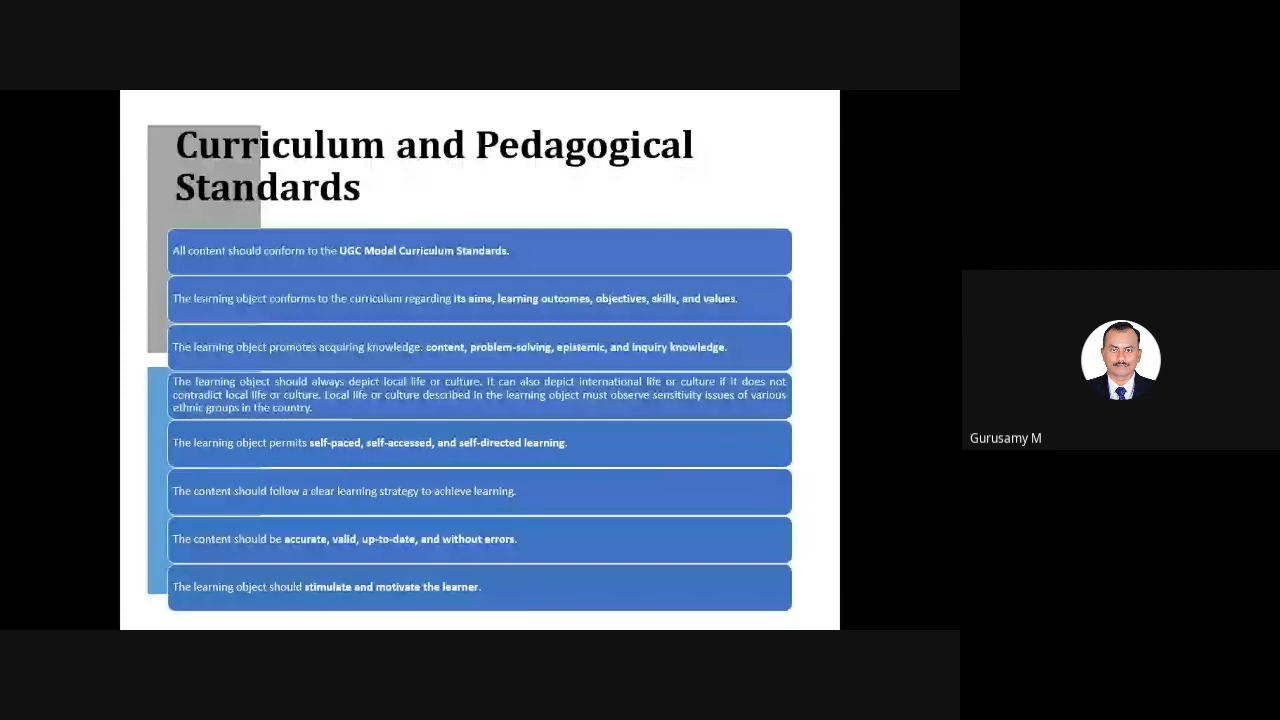 Curriculum and Pedagogical
Standards
All content should conform to the UGC Model Curriculum Standards.
The learning object conforms to the curriculum regarding its aims, learning outcomes, objectives, skills, and values.
The learning object promotes acquiring knowledge: content, problem-solving, epistemic, and inquiry knowledge.
The learning object should always depict local life or culture. It can also depict international life or culture if it does not
contradict local life or culture. Local life or culture described in the learning object must observe sensitivity issues of various
ethnic groups in the country.
The learning object permits self-paced, self-accessed, and self-directed learning.
The content should follow a clear learning strategy to achieve learning.
The content should be accurate, valid, up-to-date, and without errors.
The learning object should stimulate and motivate the learner.
Gurusamy M